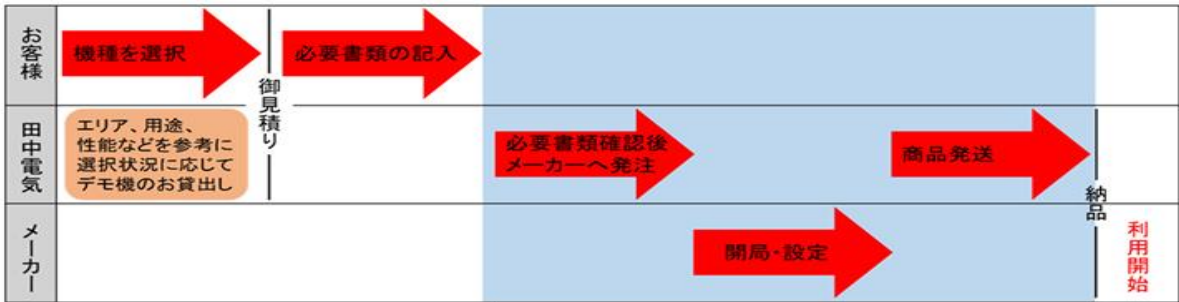 お客様
機種を選択
御見積り
必要書類の記入
田中電気
エリア、用途、
性能などを参考に
選択状況に応じて
デモ機のお貸出し
必要書類確認後
メーカーへ発注
商品発送
納品
メーカー
開局・設定
利用開始